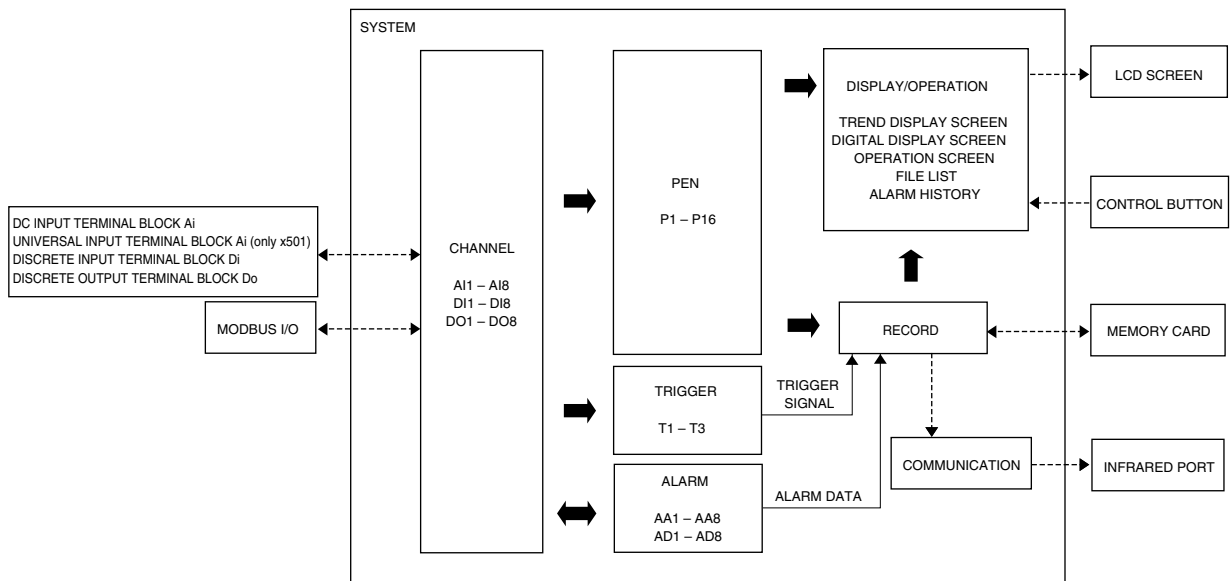 SYSTEM
DC INPUT TERMINAL BLOCK Ai
UNIVERSAL INPUT TERMINAL BLOCK Ai (only x501)
DISCRETE INPUT TERMINAL BLOCK Di
DISCRETE OUTPUT TERMINAL BLOCK Do
MODBUS I/O
CHANNEL
AI1 – AI8
DI1 – DI8
DO1 – DO8
PEN
P1 – P16
TRIGGER
T1 – T3
ALARM
AA1 – AA8
AD1 – AD8
TRIGGER
SIGNAL
ALARM DATA
DISPLAY/OPERATION
TREND DISPLAY SCREEN
DIGITAL DISPLAY SCREEN
OPERATION SCREEN
FILE LIST
ALARM HISTORY
RECORD
COMMUNICATION
LCD SCREEN
CONTROL BUTTON
MEMORY CARD
INFRARED PORT